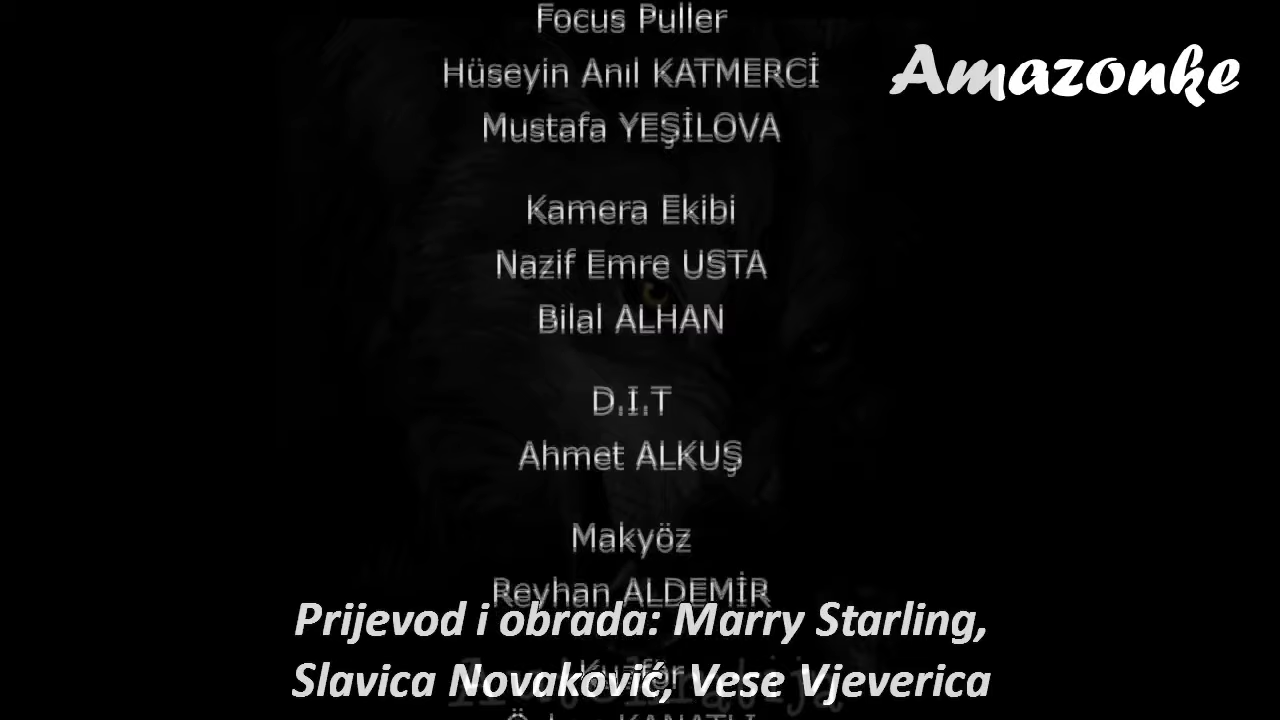 Focus Puller
Amazonke
Hüseyin Anıl KATMERCİ
Mustafa YEŞİLOVA
Kamera Ekibi
Nazif Emre USTA
Bilal ALHAN
D.I.T
Ahmet ALKUŞ
Makyöz
Reyhan ALDEMİR
Prijevod i obrada: Marry Starling,
Slavica Novaković, Vese Vjeverica